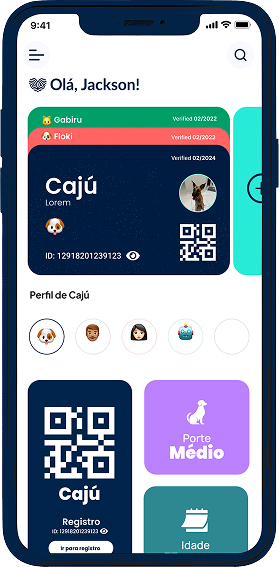 9:41
Olá, Jackson!
Gabiru
Verified 02/2022
Floki
Verified 02/2022
Verified 02/2024
Cajú
Lorem
ID: 12918201239123
Perfil de Cajú
Cajú
Registro
ID: 12918201239123
Ir para registro
Porte
Médio
Idade